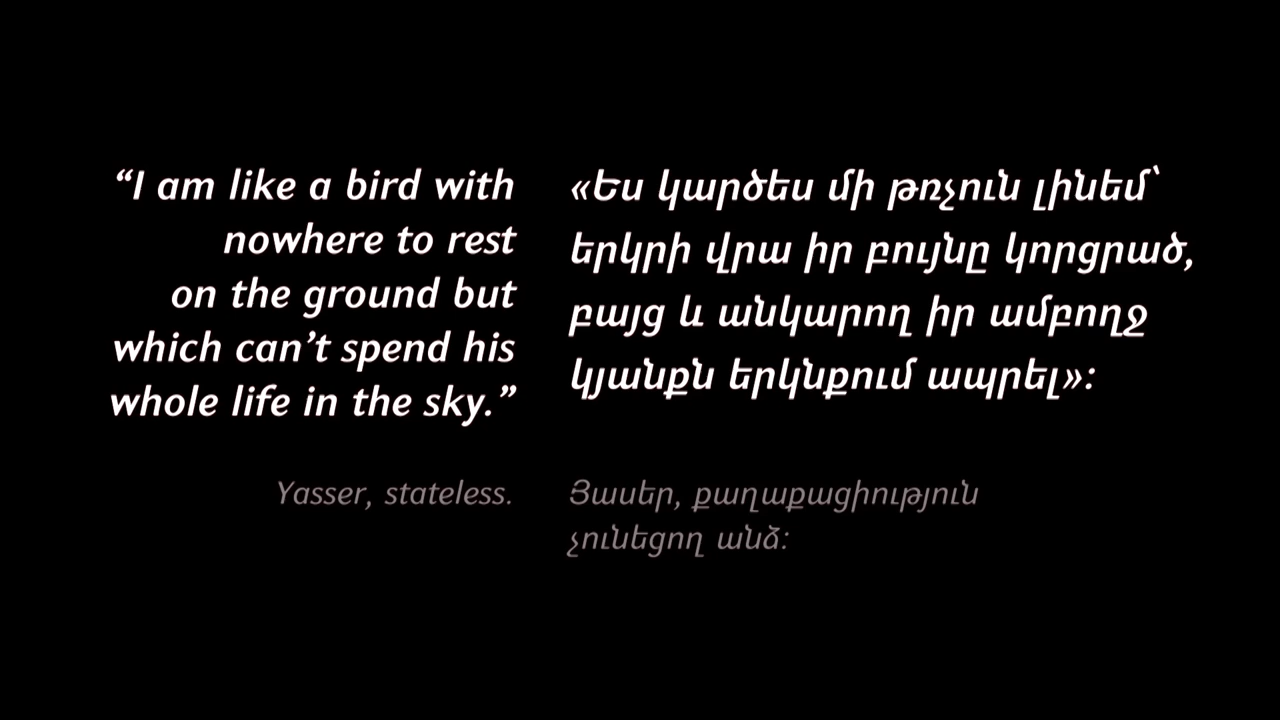 “I am like a bird with
nowhere to rest
on the ground but
which can’t spend his
whole life in the sky.”
Yasser, stateless.
«Ես կարծես մի թռչուն լինեմ՝
երկրի վրա իր բույնը կորցրած,
բայց և անկարող իր ամբողջ
կյանքն երկնքում ապրել»:
Յասեր, քաղաքացիություն
չունեցող անձ: